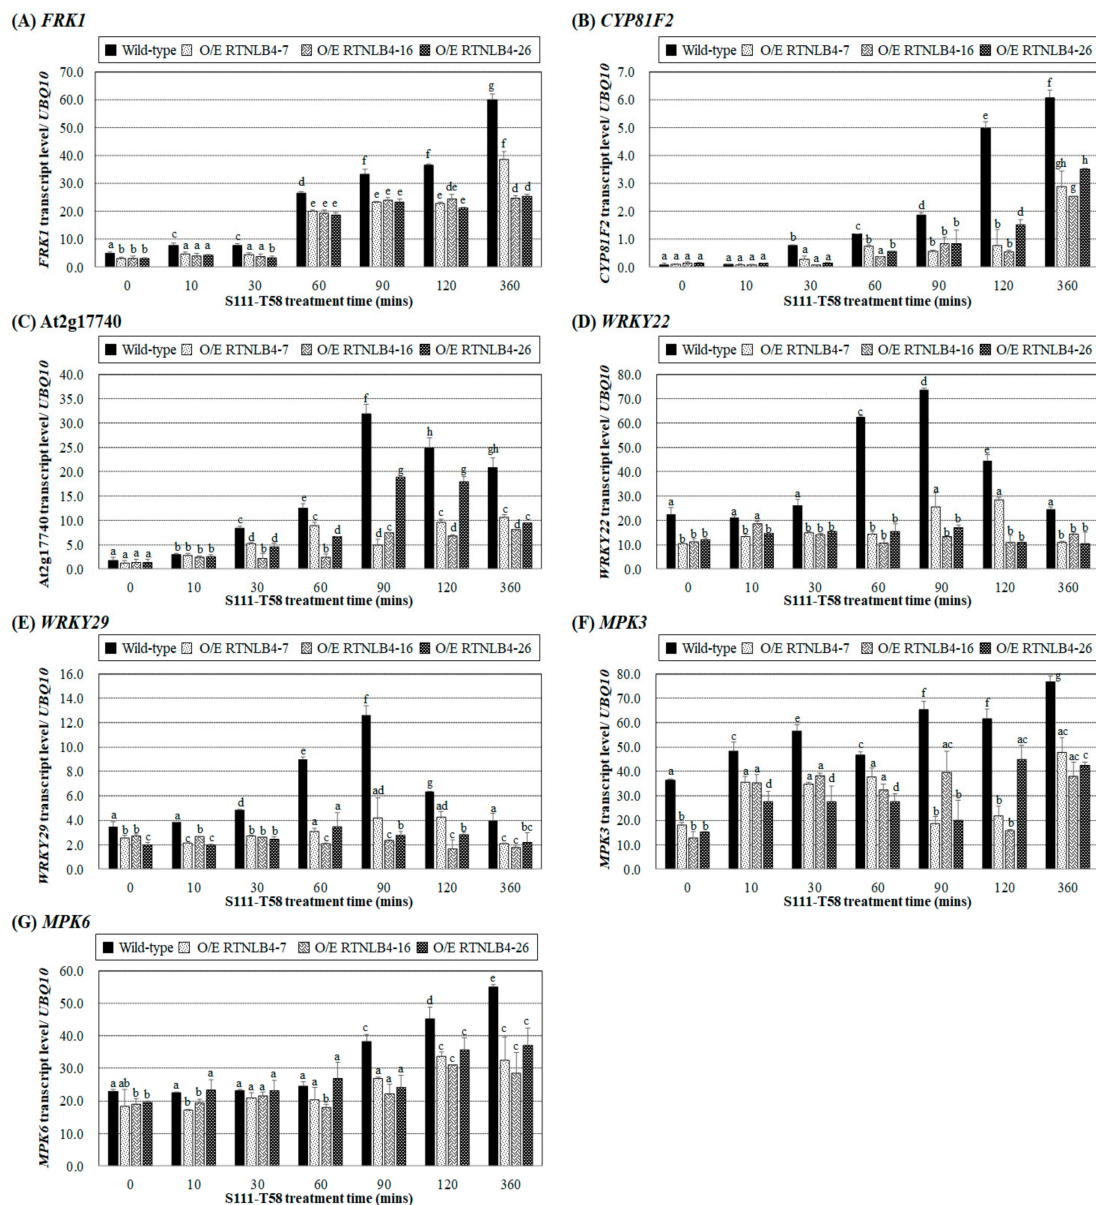 (A) FRK1
Wild-type O/E RTNLB4-7 O/E RTNLB4-16 O/E RTNLB4-26
FRK1 transcript level/ UBQ10
70.0
60.0
50.0
40.0
30.0
20.0
10.0
0.0
a b b b c a a a c a a a d e e e f e e e f e de e g f d d
0 10 30 60 90 120 360
S111-T58 treatment time (mins)
(B) CYP81F2
Wild-type O/E RTNLB4-7 O/E RTNLB4-16 O/E RTNLB4-26
CYP81F2 transcript level/ UBQ10
7.0
6.0
5.0
4.0
3.0
2.0
1.0
0.0
a a a a a a a a b a a a c b a b d b b b e b b d f gh g h
0 10 30 60 90 120 360
S111-T58 treatment time (mins)
(C) At2g17740
Wild-type O/E RTNLB4-7 O/E RTNLB4-16 O/E RTNLB4-26
At2g17740 transcript level/ UBQ10
40.0
35.0
30.0
25.0
20.0
15.0
10.0
5.0
0.0
a a a a b b b b c d b d e c b d f d c g h c d g gh c c c
0 10 30 60 90 120 360
S111-T58 treatment time (mins)
(D) WRKY22
Wild-type O/E RTNLB4-7 O/E RTNLB4-16 O/E RTNLB4-26
WRKY22 transcript level/ UBQ10
80.0
70.0
60.0
50.0
40.0
30.0
20.0
10.0
0.0
a b b b a b a b a b b b c b b b d a b b e a b b a b b b
0 10 30 60 90 120 360
S111-T58 treatment time (mins)
(E) WRKY29
Wild-type O/E RTNLB4-7 O/E RTNLB4-16 O/E RTNLB4-26
WRKY29 transcript level/ UBQ10
16.0
14.0
12.0
10.0
8.0
6.0
4.0
2.0
0.0
a b b c a c b c d b b b e b c a f ad c b g ad c b a c c bc
0 10 30 60 90 120 360
S111-T58 treatment time (mins)
(F) MPK3
Wild-type O/E RTNLB4-7 O/E RTNLB4-16 O/E RTNLB4-26
MPK3 transcript level/ UBQ10
80.0
70.0
60.0
50.0
40.0
30.0
20.0
10.0
0.0
a b b b c a a d e a a d c a a d f b ac b f b b ac g ac ac c
0 10 30 60 90 120 360
S111-T58 treatment time (mins)
(G) MPK6
Wild-type O/E RTNLB4-7 O/E RTNLB4-16 O/E RTNLB4-26
MPK6 transcript level/ UBQ10
60.0
50.0
40.0
30.0
20.0
10.0
0.0
a ab b b a b b a a a a a a a b a c a a a d c c c e c c c
0 10 30 60 90 120 360
S111-T58 treatment time (mins)